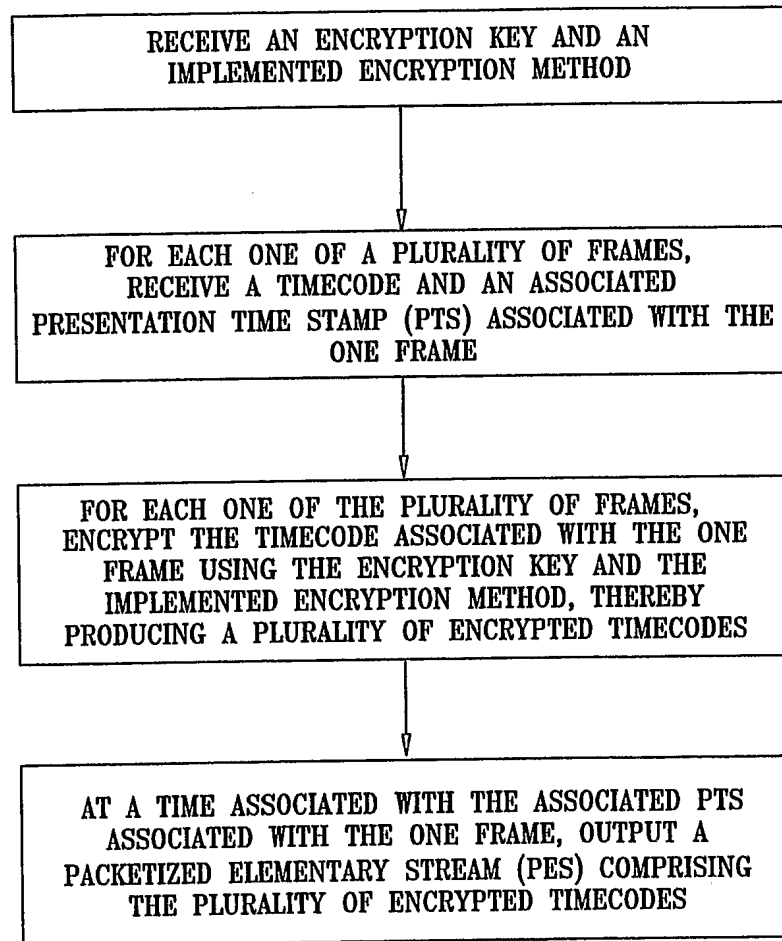 RECEIVE AN ENCRYPTION KEY AND AN
IMPLEMENTED ENCRYPTION METHOD
FOR EACH ONE OF A PLURALITY OF FRAMES,
RECEIVE A TIMECODE AND AN ASSOCIATED
PRESENTATION TIME STAMP (PTS) ASSOCIATED WITH THE
ONE FRAME
FOR EACH ONE OF THE PLURALITY OF FRAMES,
ENCRYPT THE TIMECODE ASSOCIATED WITH THE ONE
FRAME USING THE ENCRYPTION KEY AND THE
IMPLEMENTED ENCRYPTION METHOD, THEREBY
PRODUCING A PLURALITY OF ENCRYPTED TIMECODES
AT A TIME ASSOCIATED WITH THE ASSOCIATED PTS
ASSOCIATED WITH THE ONE FRAME, OUTPUT A
PACKETIZED ELEMENTARY STREAM (PES) COMPRISING
THE PLURALITY OF ENCRYPTED TIMECODES